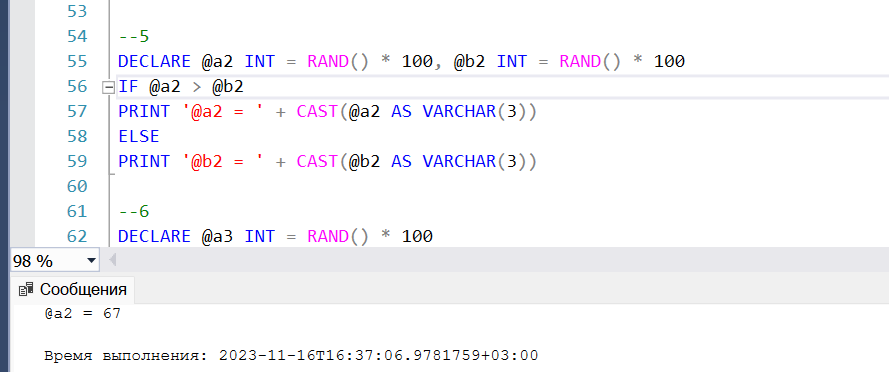 53
54 --5
55 DECLARE @a2 INT = RAND() * 100, @b2 INT = RAND() * 100
56 IF @a2 > @b2
57 PRINT '@a2 = ' + CAST(@a2 AS VARCHAR(3))
58 ELSE
59 PRINT '@b2 = ' + CAST(@b2 AS VARCHAR(3))
60
61 --6
62 DECLARE @a3 INT = RAND() * 100
98 %
Сообщения
@a2 = 67
Время выполнения: 2023-11-16T16:37:06.9781759+03:00